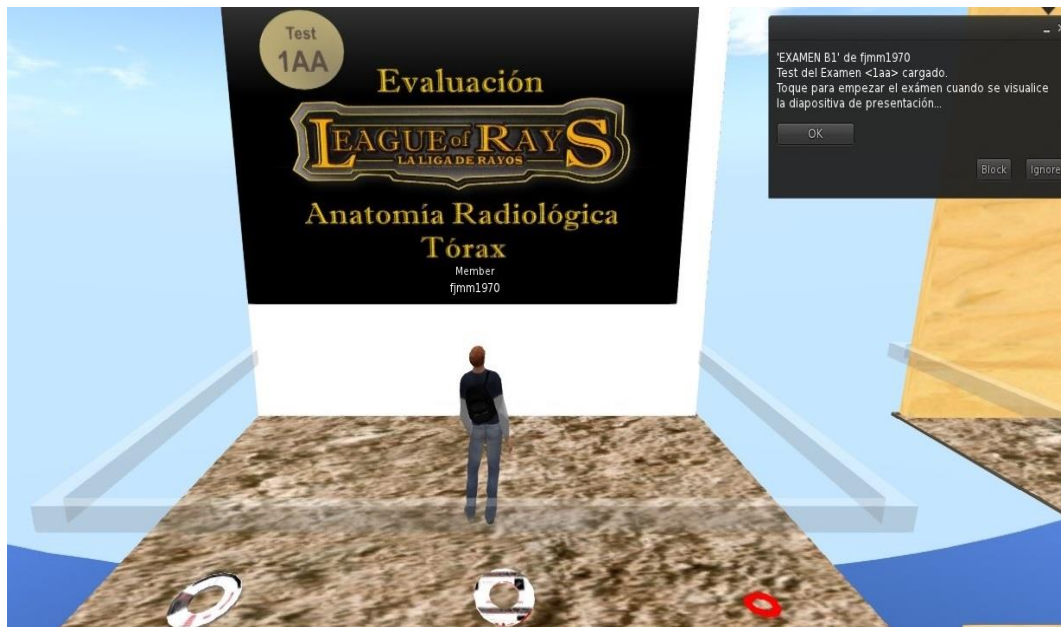 Test
1AA
Evaluación
LEAGUE of RAYS
LA LIGA DE RAYOS
Anatomía Radiológica
Tórax
Member
fjmm1970
'EXAMEN B1' de fjmm1970
Test del Examen <1aa> cargado.
Toque para empezar el exámen cuando se visualice
la diapositiva de presentación...
OK
Block
Ignore